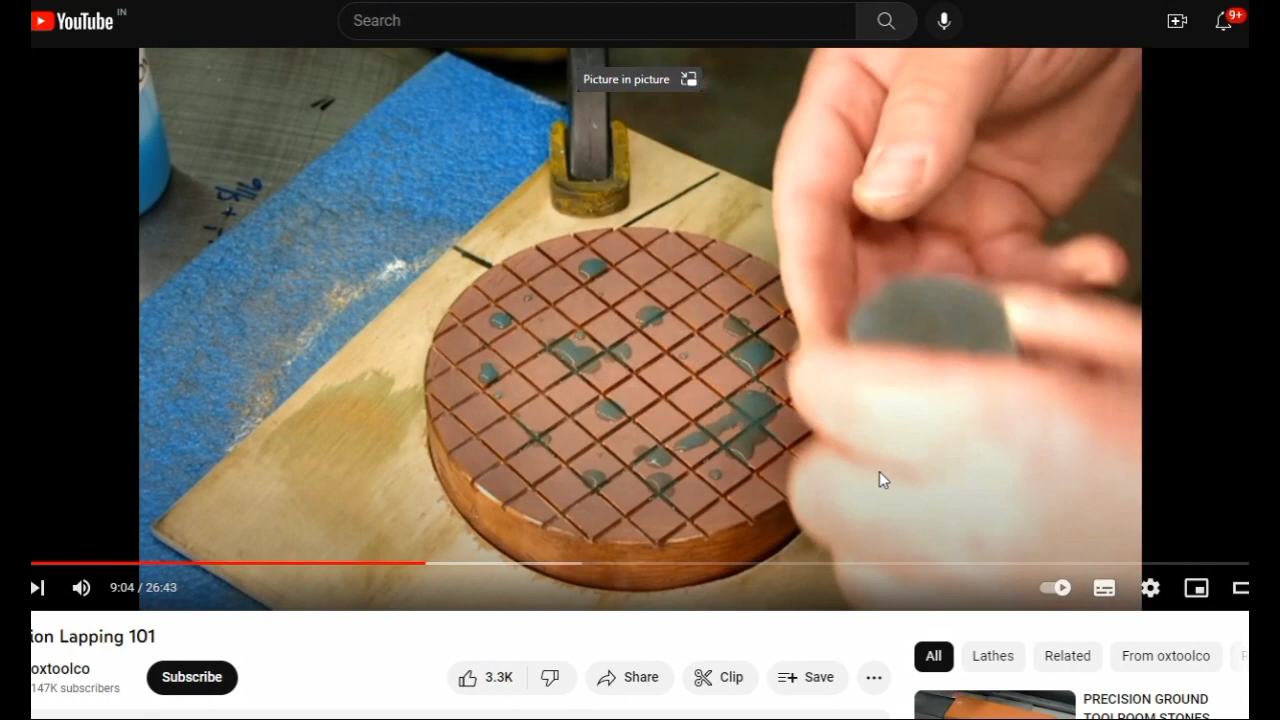 YouTube IN
Search
9+
Picture in picture
9:04 / 26:43
ion Lapping 101
oxtoolco
147K subscribers
Subscribe
3.3K
Share
Clip
Save
All
Lathes
Related
From oxtoolco
PRECISION GROUND
TOOLROOM STONES